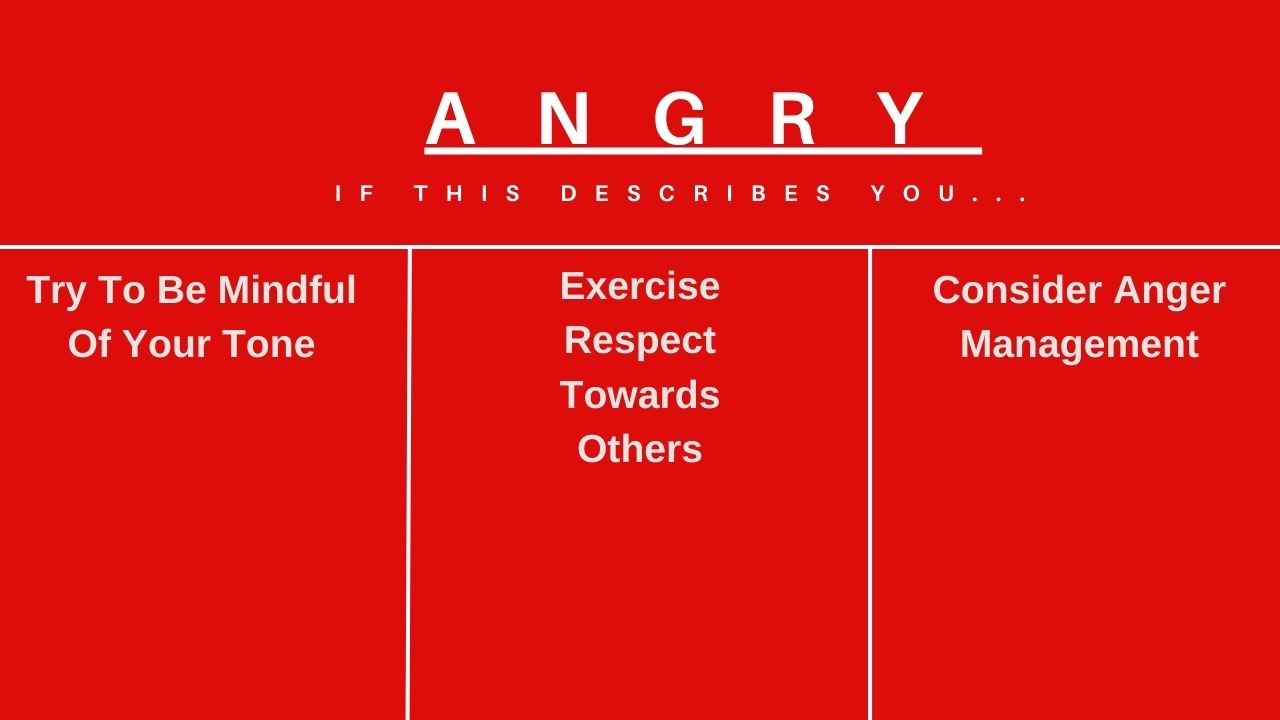 ANGRY
IF THIS DESCRIBES YOU...
Try To Be Mindful
Of Your Tone
Exercise
Respect
Towards
Others
Consider Anger
Management